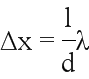 Δx = l/d λ